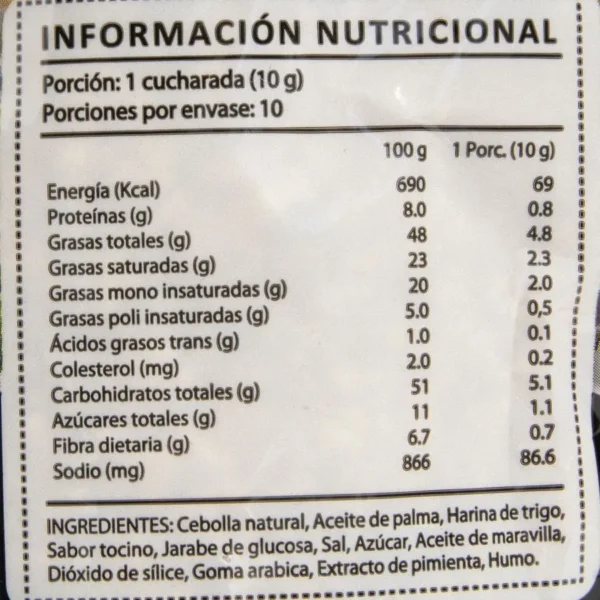 INFORMACIÓN NUTRICIONAL
Porción: 1 cucharada (10 g)
Porciones por envase: 10
100 g 1 Porc. (10 g)
Energía (Kcal) 690 69
Proteínas (g) 8.0 0.8
Grasas totales (g) 48 4.8
Grasas saturadas (g) 23 2.3
Grasas mono insaturadas (g) 20 2.0
Grasas poli insaturadas (g) 5.0 0,5
Ácidos grasos trans (g) 1.0 0.1
Colesterol (mg) 2.0 0.2
Carbohidratos totales (g) 51 5.1
Azúcares totales (g) 11 1.1
Fibra dietaria (g) 6.7 0.7
Sodio (mg) 866 86.6
INGREDIENTES: Cebolla natural, Aceite de palma, Harina de trigo,
Sabor tocino, Jarabe de glucosa, Sal, Azúcar, Aceite de maravilla,
Dióxido de sílice, Goma arabica, Extracto de pimienta, Humo.